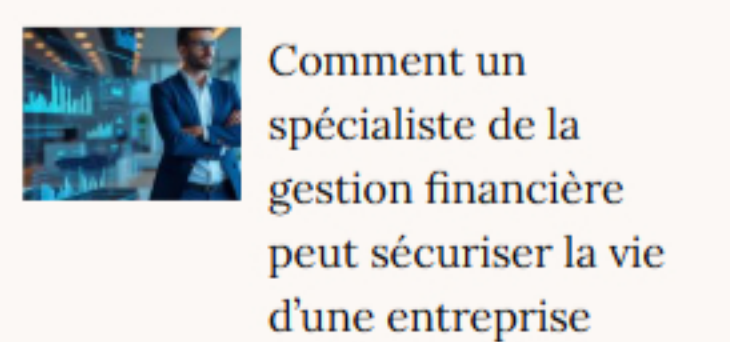 Comment un
spécialiste de la
gestion financière
peut sécuriser la vie
d'une entreprise